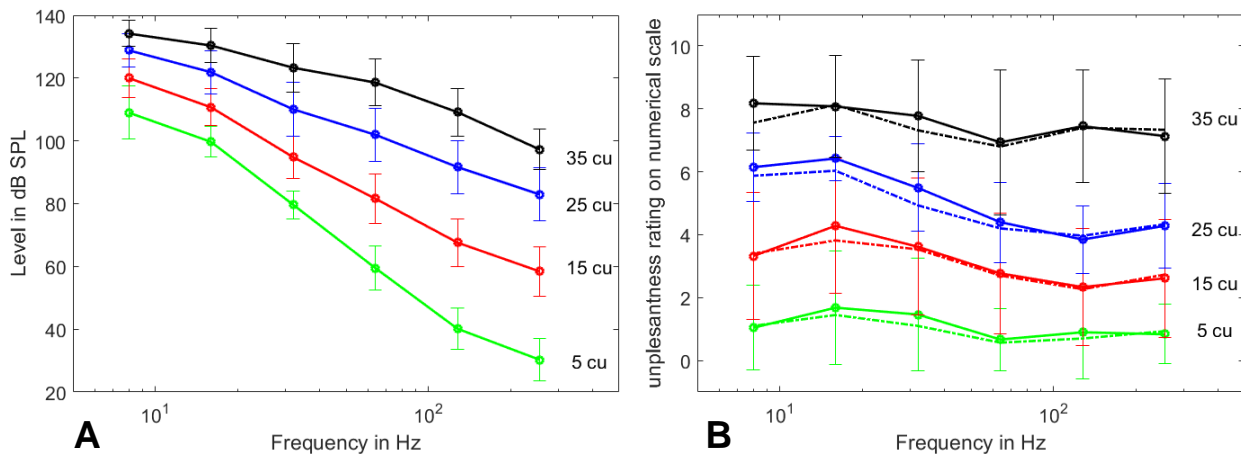 140
120
100
80
60
40
20
Level in dB SPL
35 cu
25 cu
15 cu
5 cu
10¹
10²
Frequency in Hz
A
10
8
6
4
2
0
unplesantness rating on numerical scale
35 cu
25 cu.
15 cu
5 cu
10¹
10²
Frequency in Hz
B